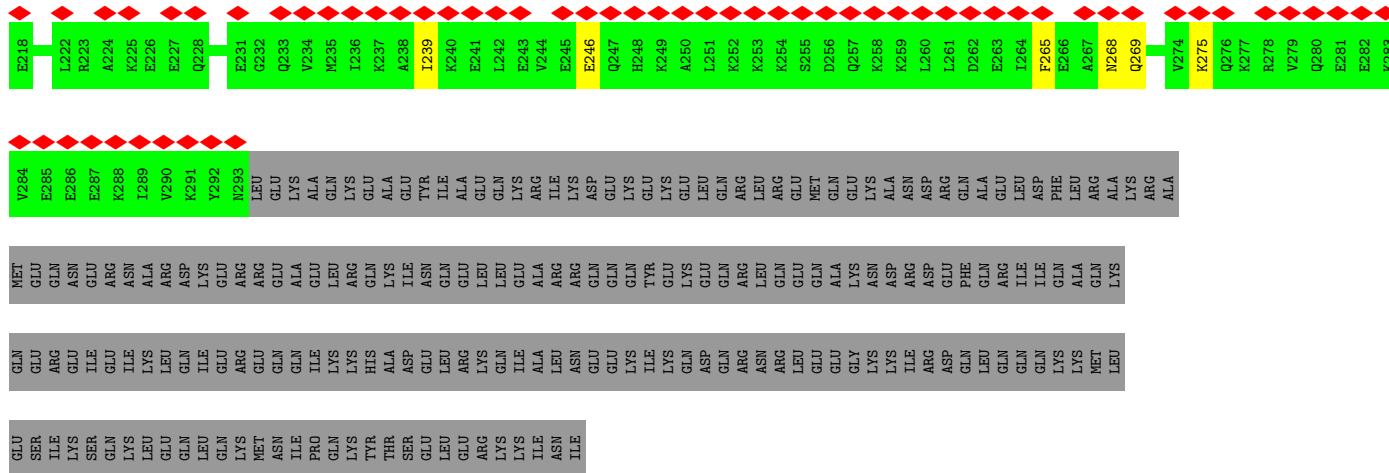 E218 L222 R223 A224 K225 E226 E227 Q228 E231 G232 Q233 V234 M235 I236 K237 A238 I239 K240 E241 L242 E243 V244 E245 E246 Q247 H248 K249 A250 L251 K252 K253 K254 S255 D256 Q257 K258 K259 L260 L261 D262 E263 I264 F265 E266 A267 N268 Q269 V274 K275 Q276 K277 R278 V279 Q280 E281 E282 K283
V284 E285 E286 E287 K288 I289 V290 K291 Y292 N293 LEU GLU LYS ALA GLN LYS GLU ALA GLU TYR ILE ALA GLU GLN LYS ARG ILE LYS ASP GLU LYS GLU LYS GLU LEU GLN ARG LEU ARG GLU MET GLN GLU LYS ALA ASN ASP ARG GLN ALA GLU LEU ASP PHE LEU ARG ALA LYS ARG ALA
MET GLU GLN ASN GLU ARG ASN ALA ARG ASP LYS GLU ARG ARG GLU ALA GLU LEU ARG GLN LYS ILE ASN GLN GLU LEU LEU GLU ALA ARG ARG GLN GLN GLN TYR GLU LYS GLU GLN ARG LEU GLN GLU GLN ALA LYS ASN ASP ARG ASP GLU PHE GLN ARG ILE ILE GLN ALA GLN LYS
GLN GLU ARG GLU ILE GLU ILE LYS LEU GLN ILE GLU ARG GLU GLN GLN ILE LYS LYS HIS ALA ASP GLU LEU ARG LYS GLN ILE ALA LEU ASN GLU GLU LYS ILE LYS GLN ASP GLN ARG ASN ARG LEU GLU GLU GLY LYS LYS ILE ARG ASP GLN LEU GLN GLN GLN LYS LYS MET LEU
GLU SER ILE LYS SER GLN LYS LEU GLU GLN LEU GLN LYS MET ASN ILE PRO GLN LYS TYR THR SER GLU LEU GLU ARG LYS LYS ILE ASN ILE